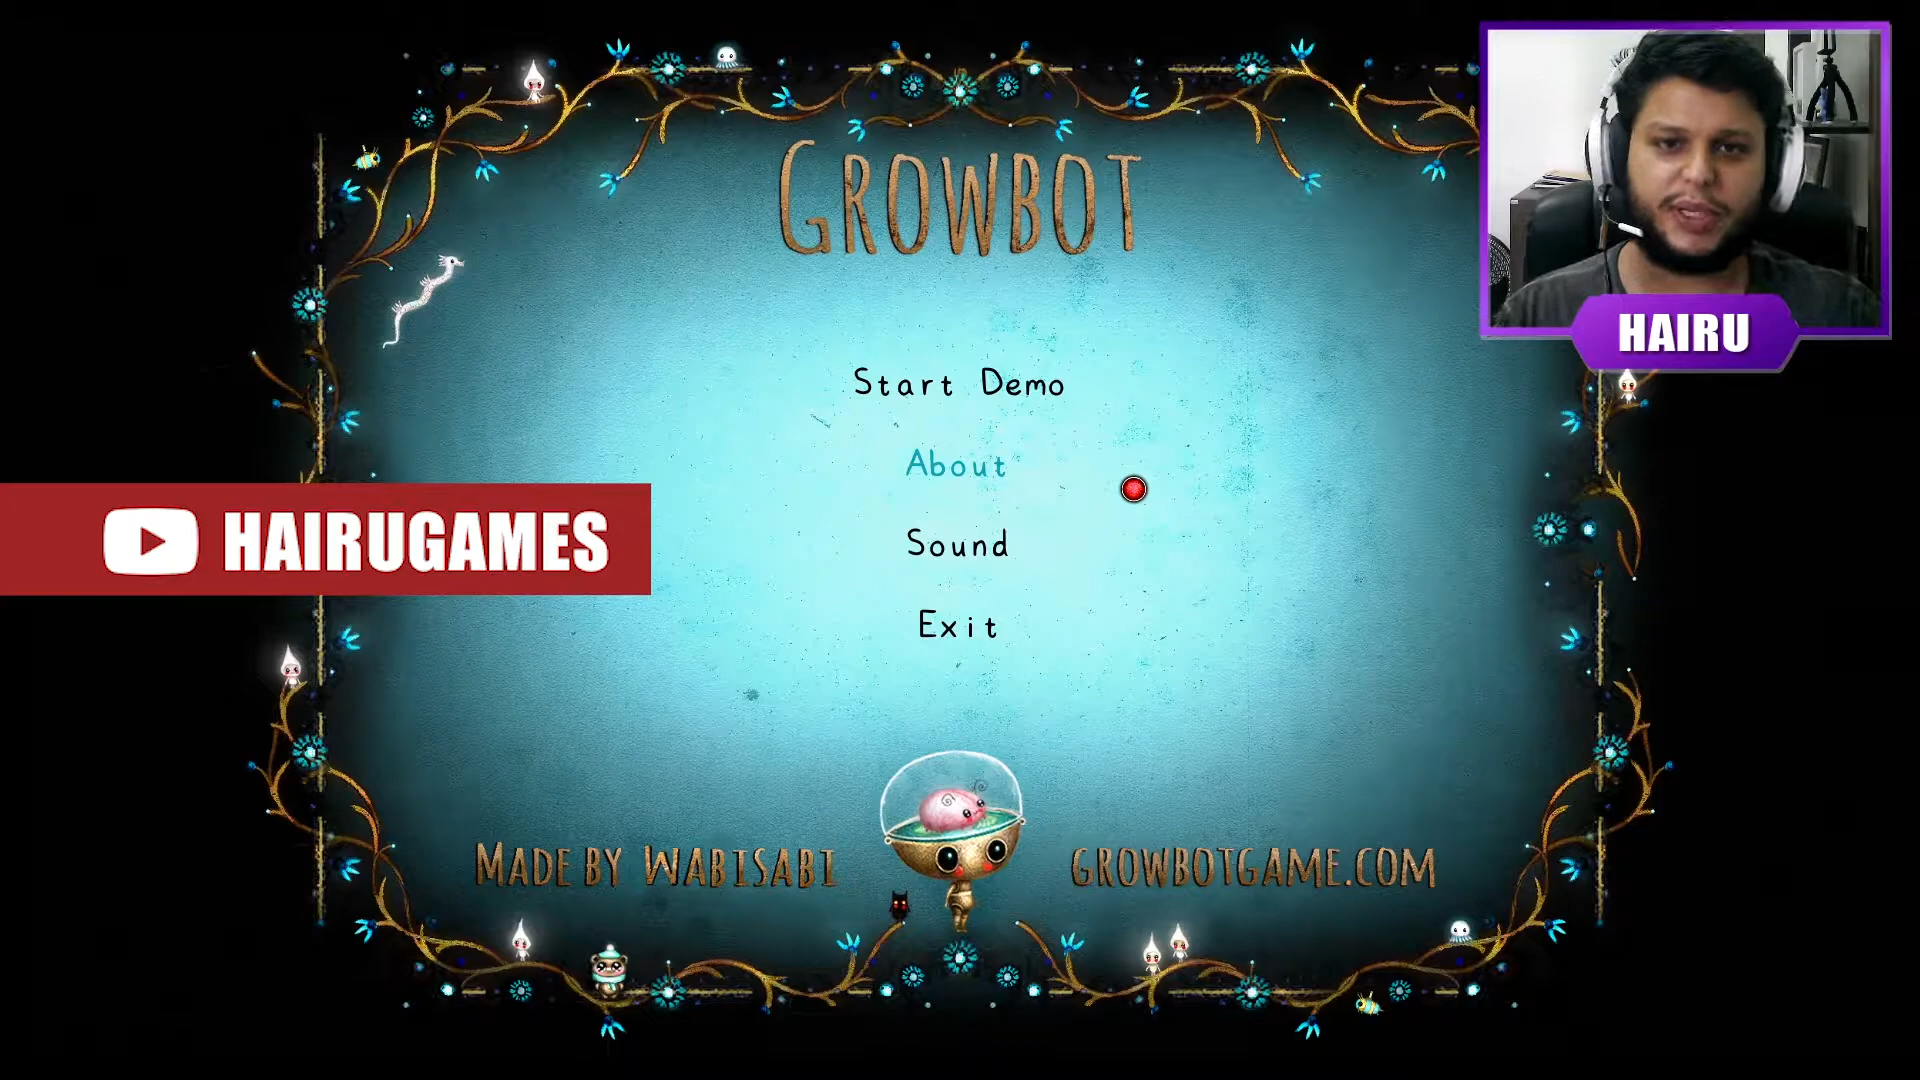 GROWBOT
HAIRU
Start Demo
About
HAIRUGAMES
Sound
Exit
MADE BY WABISABI
GROWBOTGAME.COM